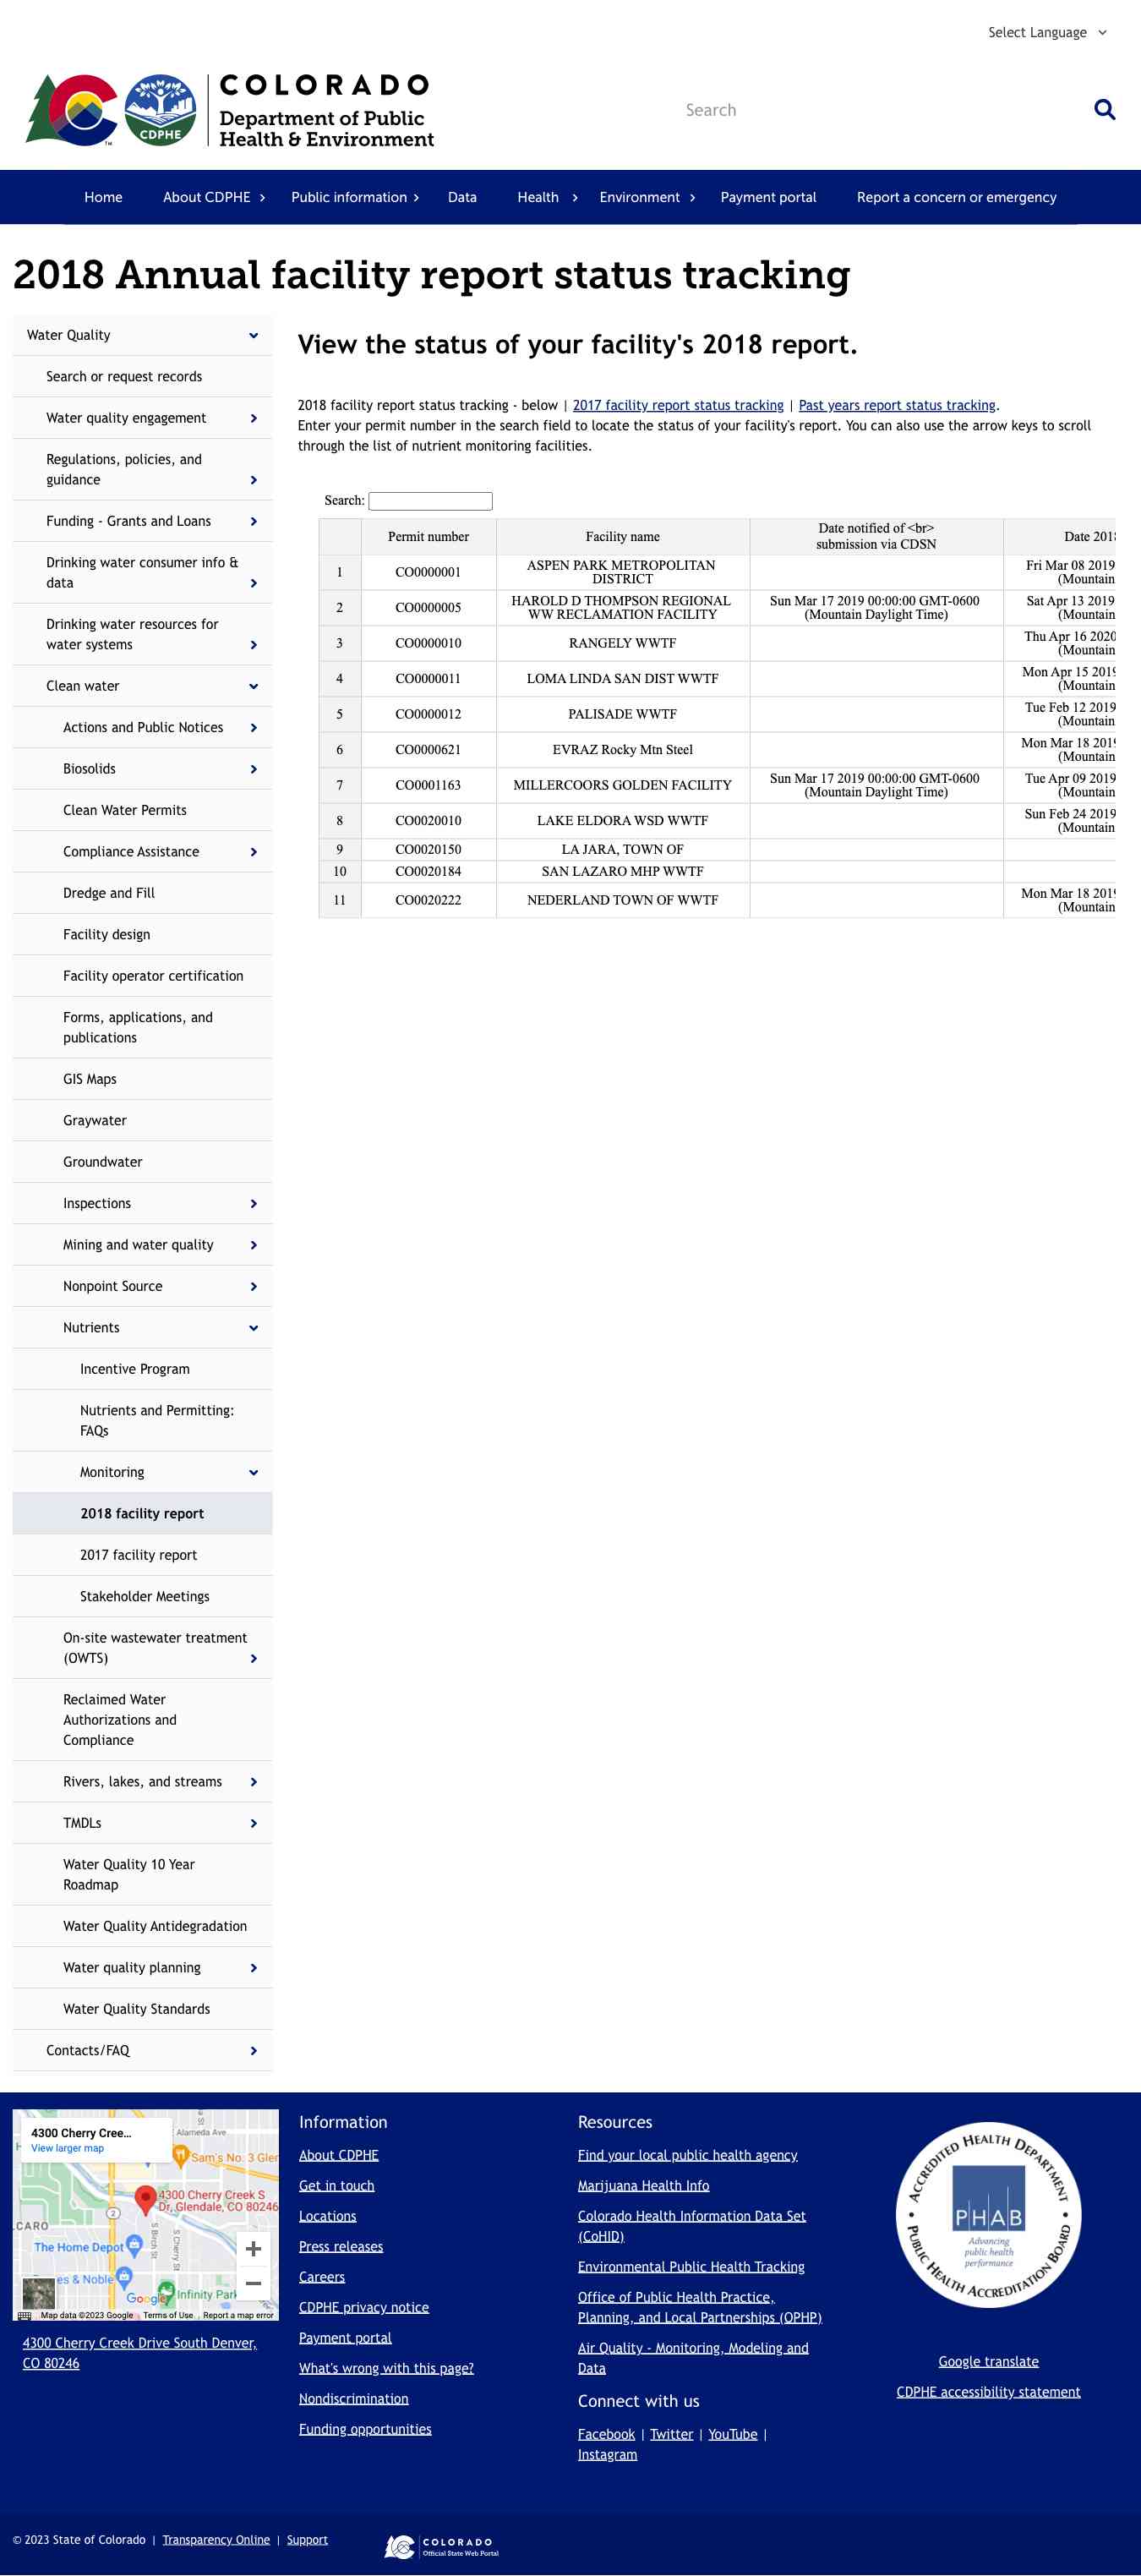 Select Language
COLORADO
Department of Public
Health & Environment
CDPHE
TM
Search
Home
About CDPHE
Public information
Data
Health
Environment
Payment portal
Report a concern or emergency
2018 Annual facility report status tracking
Water Quality
Search or request records
Water quality engagement
Regulations, policies, and
guidance
Funding - Grants and Loans
Drinking water consumer info &
data
Drinking water resources for
water systems
Clean water
Actions and Public Notices
Biosolids
Clean Water Permits
Compliance Assistance
Dredge and Fill
Facility design
Facility operator certification
Forms, applications, and
publications
GIS Maps
Graywater
Groundwater
Inspections
Mining and water quality
Nonpoint Source
Nutrients
Incentive Program
Nutrients and Permitting:
FAQs
Monitoring
2018 facility report
2017 facility report
Stakeholder Meetings
On-site wastewater treatment
(OWTS)
Reclaimed Water
Authorizations and
Compliance
Rivers, lakes, and streams
TMDLs
Water Quality 10 Year
Roadmap
Water Quality Antidegradation
Water quality planning
Water Quality Standards
Contacts/FAQ
View the status of your facility's 2018 report.
2018 facility report status tracking - below | 2017 facility report status tracking | Past years report status tracking.
Enter your permit number in the search field to locate the status of your facility's report. You can also use the arrow keys to scroll
through the list of nutrient monitoring facilities.
Search:
Permit number Facility name Date notified of <br> submission via CDSN Date 2018
1 CO0000001 ASPEN PARK METROPOLITAN DISTRICT Fri Mar 08 2019 (Mountain
2 CO0000005 HAROLD D THOMPSON REGIONAL WW RECLAMATION FACILITY Sun Mar 17 2019 00:00:00 GMT-0600 (Mountain Daylight Time) Sat Apr 13 2019 (Mountain
3 CO0000010 RANGELY WWTF Thu Apr 16 2020 (Mountain
4 CO0000011 LOMA LINDA SAN DIST WWTF Mon Apr 15 2019 (Mountain
5 CO0000012 PALISADE WWTF Tue Feb 12 2019 (Mountain
6 CO0000621 EVRAZ Rocky Mtn Steel Mon Mar 18 2019 (Mountain
7 CO0001163 MILLERCOORS GOLDEN FACILITY Sun Mar 17 2019 00:00:00 GMT-0600 (Mountain Daylight Time) Tue Apr 09 2019 (Mountain
8 CO0020010 LAKE ELDORA WSD WWTF Sun Feb 24 2019 (Mountain
9 CO0020150 LA JARA, TOWN OF
10 CO0020184 SAN LAZARO MHP WWTF
11 CO0020222 NEDERLAND TOWN OF WWTF Mon Mar 18 2019 (Mountain
4300 Cherry Cree...
View larger map
Alameda Ave
Sam's No. 3 Glen
4300 Cherry Creek S
Dr, Glendale, CO 80246
2
LCARO
The Home Depot
S Birch St
S Cherry St
es & Noble
Google
Infinity Park
Map data ©2023 Google
Terms of Use
Report a map error
4300 Cherry Creek Drive South Denver,
CO 80246
Information
About CDPHE
Get in touch
Locations
Press releases
Careers
CDPHE privacy notice
Payment portal
What's wrong with this page?
Nondiscrimination
Funding opportunities
Resources
Find your local public health agency
Marijuana Health Info
Colorado Health Information Data Set
(CoHID)
Environmental Public Health Tracking
Office of Public Health Practice,
Planning, and Local Partnerships (OPHP)
Air Quality - Monitoring, Modeling and
Data
Connect with us
Facebook | Twitter | YouTube |
Instagram
ACCREDITED HEALTH DEPARTMENT
PHAB
Advancing
public health
performance
PUBLIC HEALTH ACCREDITATION BOARD
Google translate
CDPHE accessibility statement
© 2023 State of Colorado | Transparency Online | Support
COLORADO
Official State Web Portal